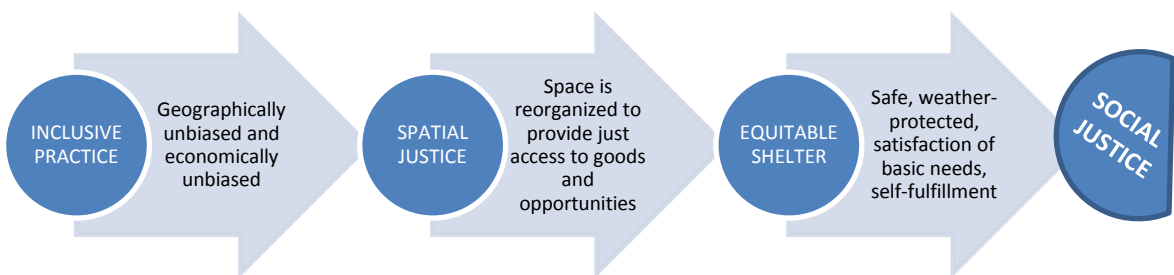 INCLUSIVE
PRACTICE
Geographically
unbiased and
economically
unbiased
SPATIAL
JUSTICE
Space is
reorganized to
provide just
access to goods
and
opportunities
EQUITABLE
SHELTER
Safe, weather-
protected,
satisfaction of
basic needs,
self-fulfillment
SOCIAL
JUSTICE